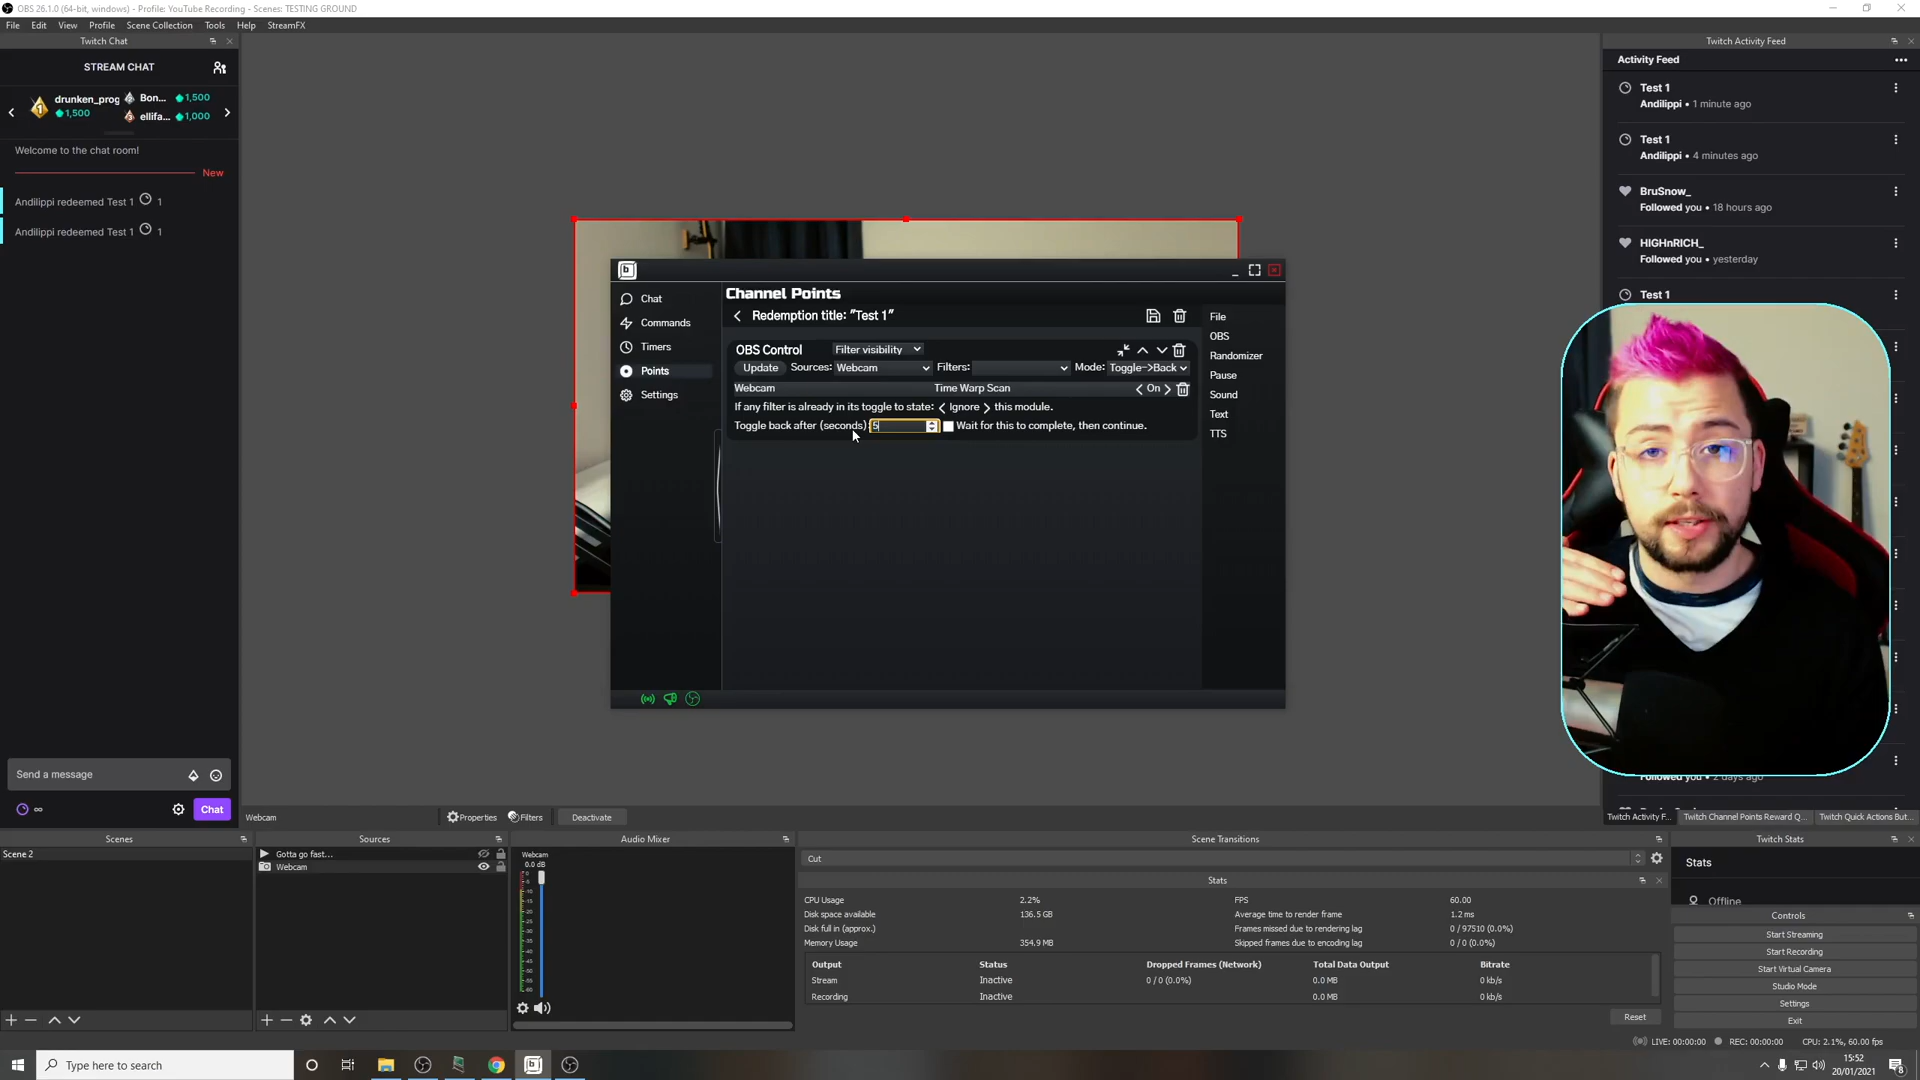 OBS 26.1.0 (64-bit, windows) - Profile: YouTube Recording - Scenes: TESTING GROUND
File Edit View Profile Scene Collection Tools Help StreamFX
Twitch Chat
STREAM CHAT
drunken_prog
1,500
Bon... 1,500
ellifa... 1,000
Welcome to the chat room!
New
Andilippi redeemed Test 1 1
Andilippi redeemed Test 1 1
Send a message
∞
Chat
Channel Points
Redemption title: "Test 1"
Chat
Commands
Timers
Points
Settings
OBS Control Filter visibility
Update Sources: Webcam Filters: Mode: Toggle->Back
Webcam Time Warp Scan < On >
If any filter is already in its toggle to state: < Ignore > this module.
Toggle back after (seconds): 5 Wait for this to complete, then continue.
File
OBS
Randomizer
Pause
Sound
Text
TTS
Twitch Activity Feed
Activity Feed
Test 1
Andilippi • 1 minute ago
Test 1
Andilippi • 4 minutes ago
BruSnow_
Followed you • 18 hours ago
HIGHnRICH_
Followed you • yesterday
Test 1
Followed you • 2 days ago
Twitch Activity F... Twitch Channel Points Reward Q... Twitch Quick Actions But...
Webcam Properties Filters Deactivate
Scenes
Scene 2
Sources
Gotta go fast...
Webcam
Audio Mixer
Webcam
0.0 dB
Scene Transitions
Cut
Stats
CPU Usage 2.2% FPS 60.00
Disk space available 136.5 GB Average time to render frame 1.2 ms
Disk full in (approx.) Frames missed due to rendering lag 0 / 97510 (0.0%)
Memory Usage 354.9 MB Skipped frames due to encoding lag 0 / 0 (0.0%)
Output Status Dropped Frames (Network) Total Data Output Bitrate
Stream Inactive 0 / 0 (0.0%) 0.0 MB 0 kb/s
Recording Inactive 0.0 MB 0 kb/s
Reset
Twitch Stats
Stats
Offline
Controls
Start Streaming
Start Recording
Start Virtual Camera
Studio Mode
Settings
Exit
LIVE: 00:00:00 REC: 00:00:00 CPU: 2.1%, 60.00 fps
Type here to search
15:52
20/01/2021